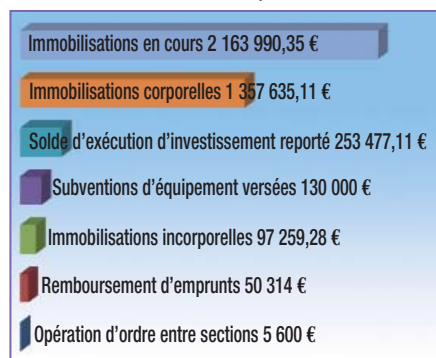 Immobilisations en cours 2 163 990,35 €
Immobilisations corporelles 1 357 635,11 €
Solde d'exécution d'investissement reporté 253 477,11 €
Subventions d'équipement versées 130 000 €
Immobilisations incorporelles 97 259,28 €
Remboursement d'emprunts 50 314 €
Opération d'ordre entre sections 5 600 €